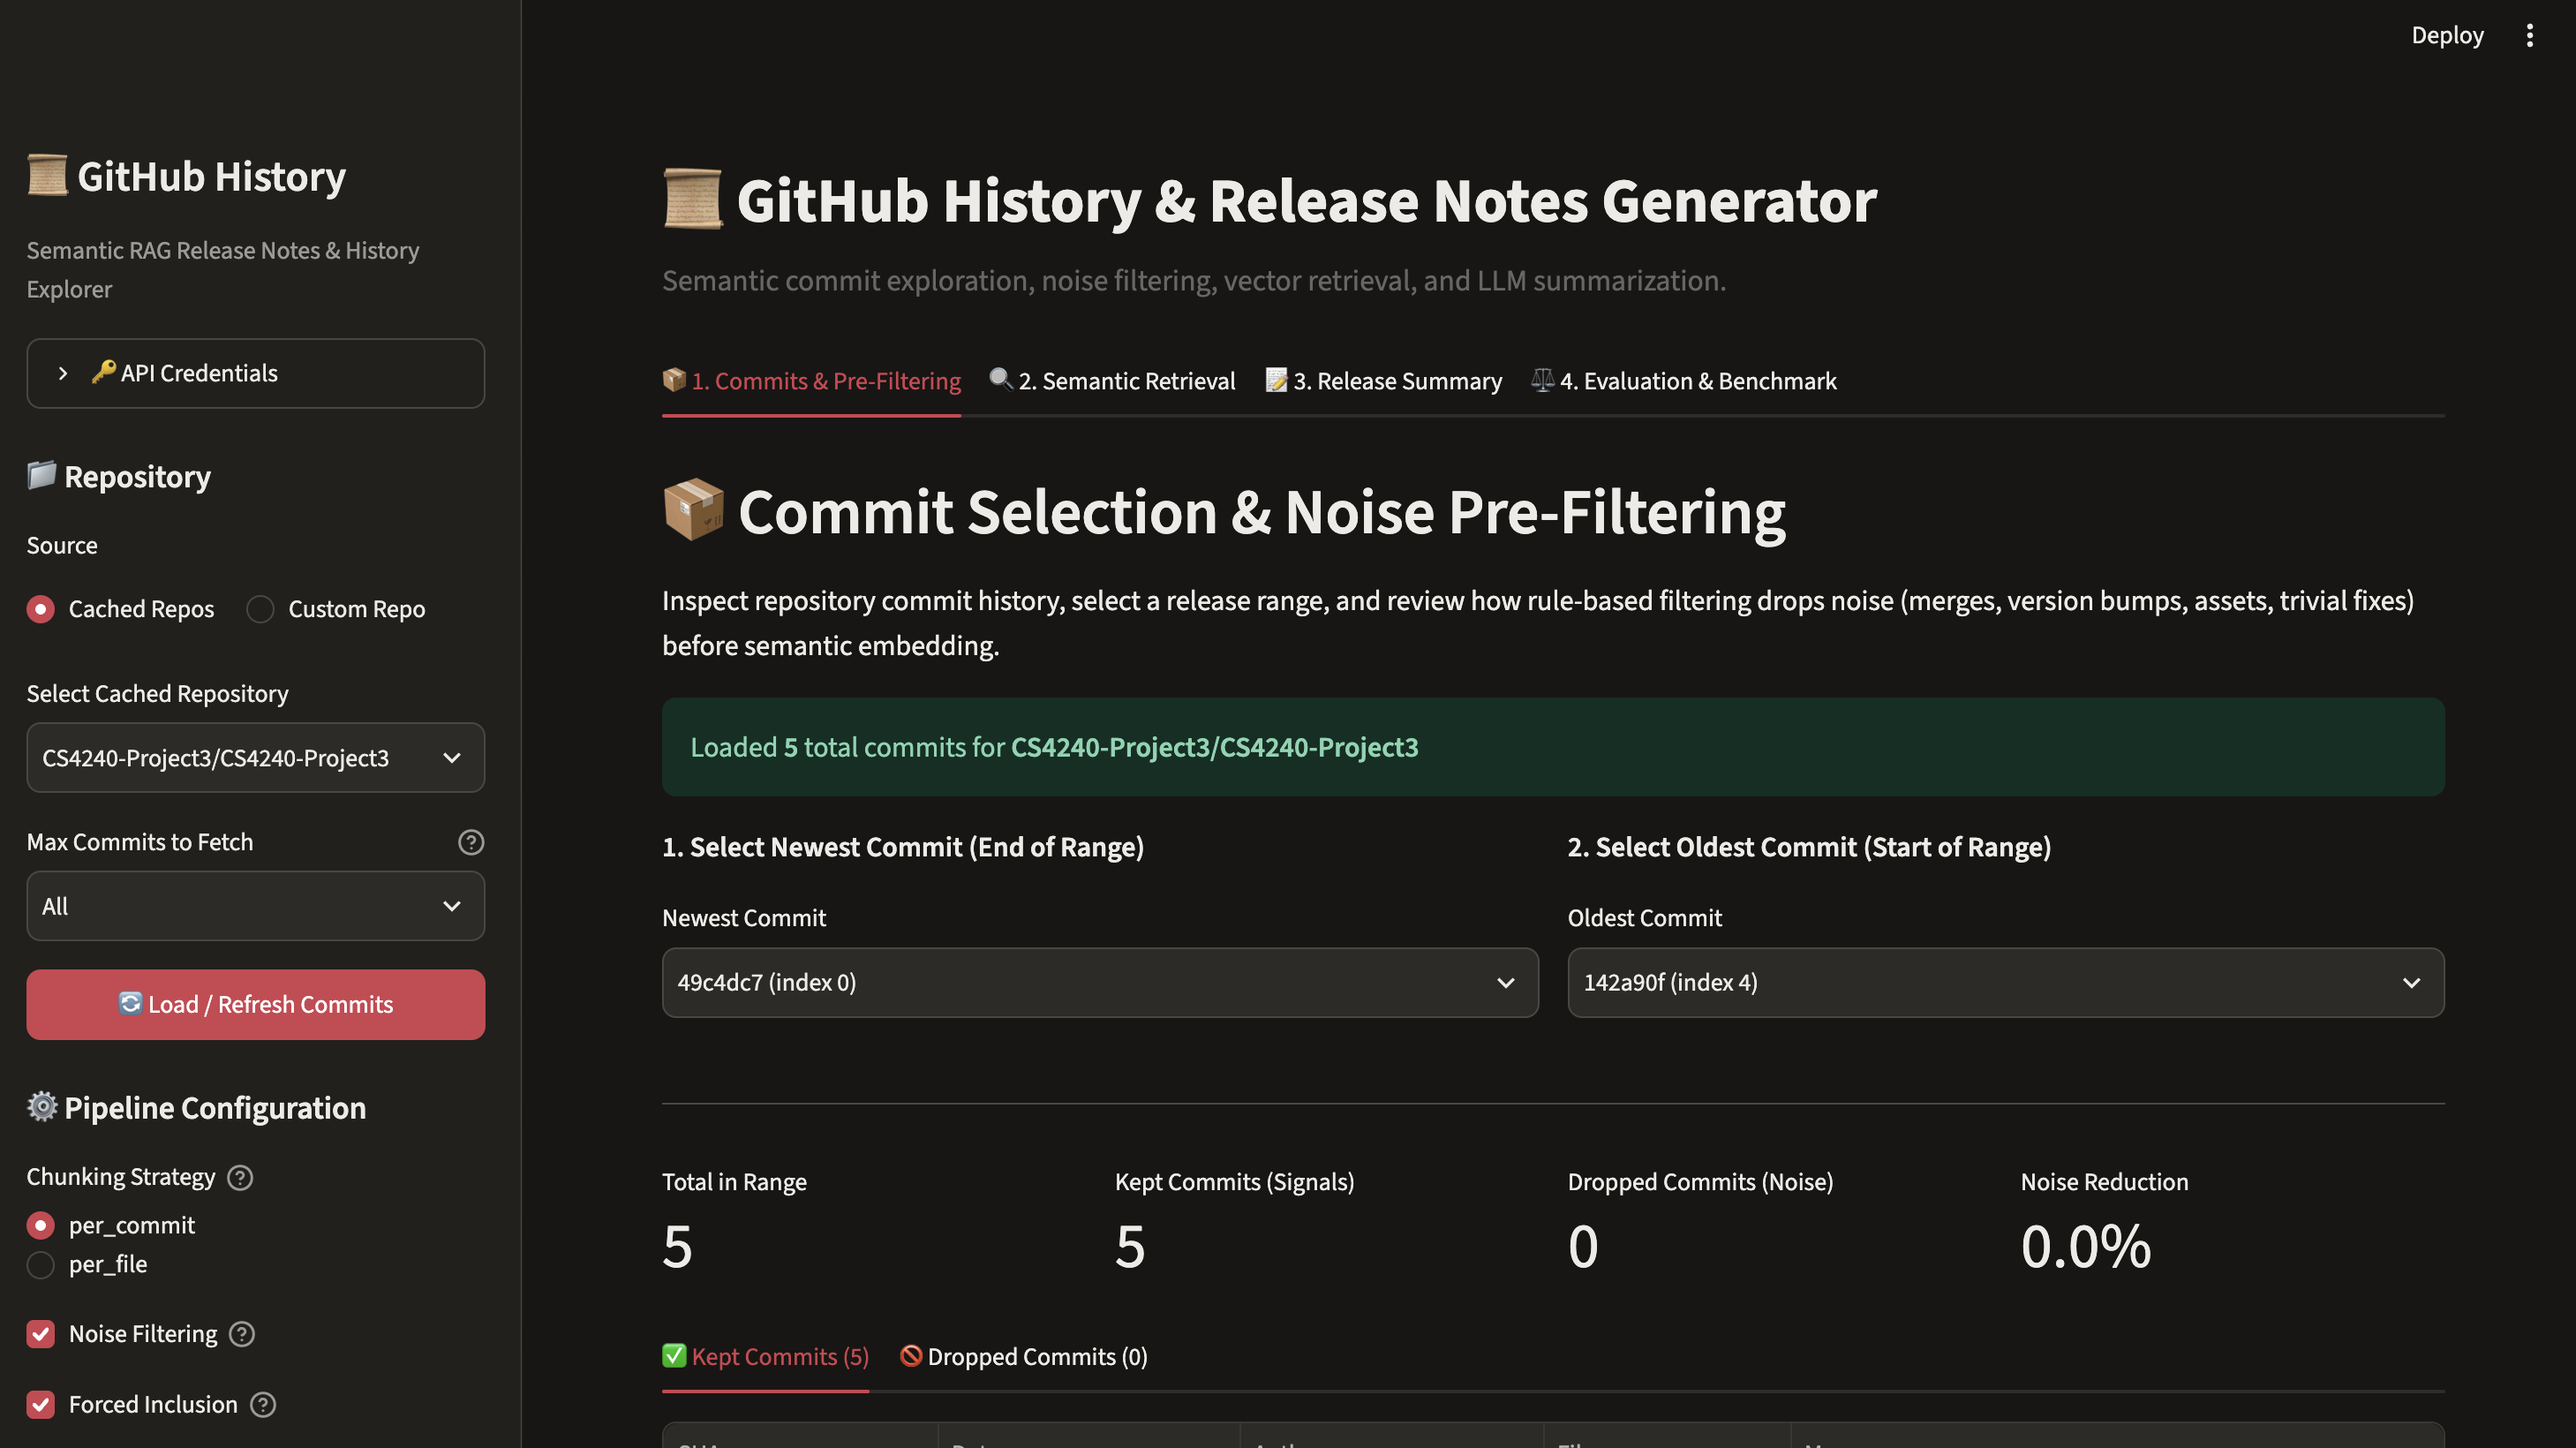 Deploy
GitHub History
Semantic RAG Release Notes & History
Explorer
API Credentials
Repository
Source
Cached Repos
Custom Repo
Select Cached Repository
CS4240-Project3/CS4240-Project3
Max Commits to Fetch
All
Load / Refresh Commits
Pipeline Configuration
Chunking Strategy
per_commit
per_file
Noise Filtering
Forced Inclusion
GitHub History & Release Notes Generator
Semantic commit exploration, noise filtering, vector retrieval, and LLM summarization.
1. Commits & Pre-Filtering
2. Semantic Retrieval
3. Release Summary
4. Evaluation & Benchmark
Commit Selection & Noise Pre-Filtering
Inspect repository commit history, select a release range, and review how rule-based filtering drops noise (merges, version bumps, assets, trivial fixes)
before semantic embedding.
Loaded 5 total commits for CS4240-Project3/CS4240-Project3
1. Select Newest Commit (End of Range)
Newest Commit
49c4dc7 (index 0)
2. Select Oldest Commit (Start of Range)
Oldest Commit
142a90f (index 4)
Total in Range
5
Kept Commits (Signals)
5
Dropped Commits (Noise)
0
Noise Reduction
0.0%
Kept Commits (5)
Dropped Commits (0)